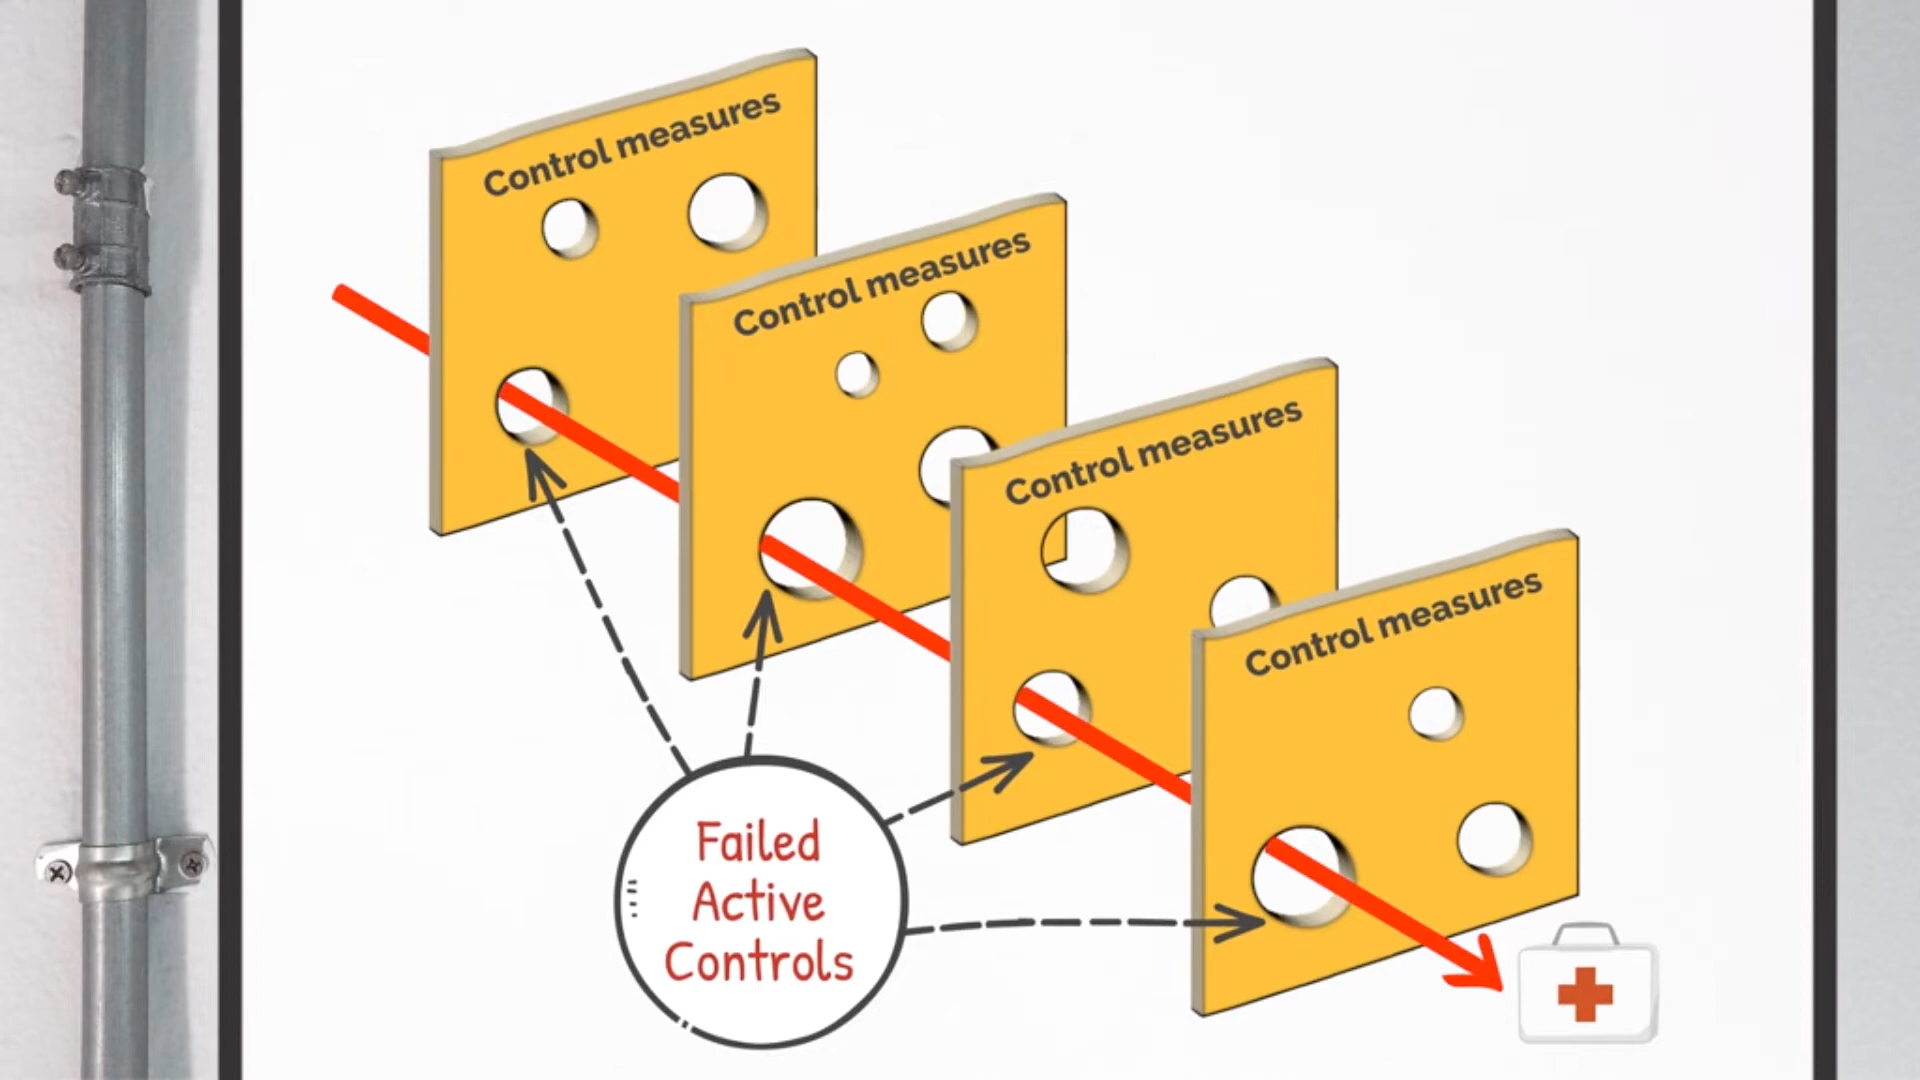 Control measures
Control measures
Control measures
Control measures
Failed
Active
Controls